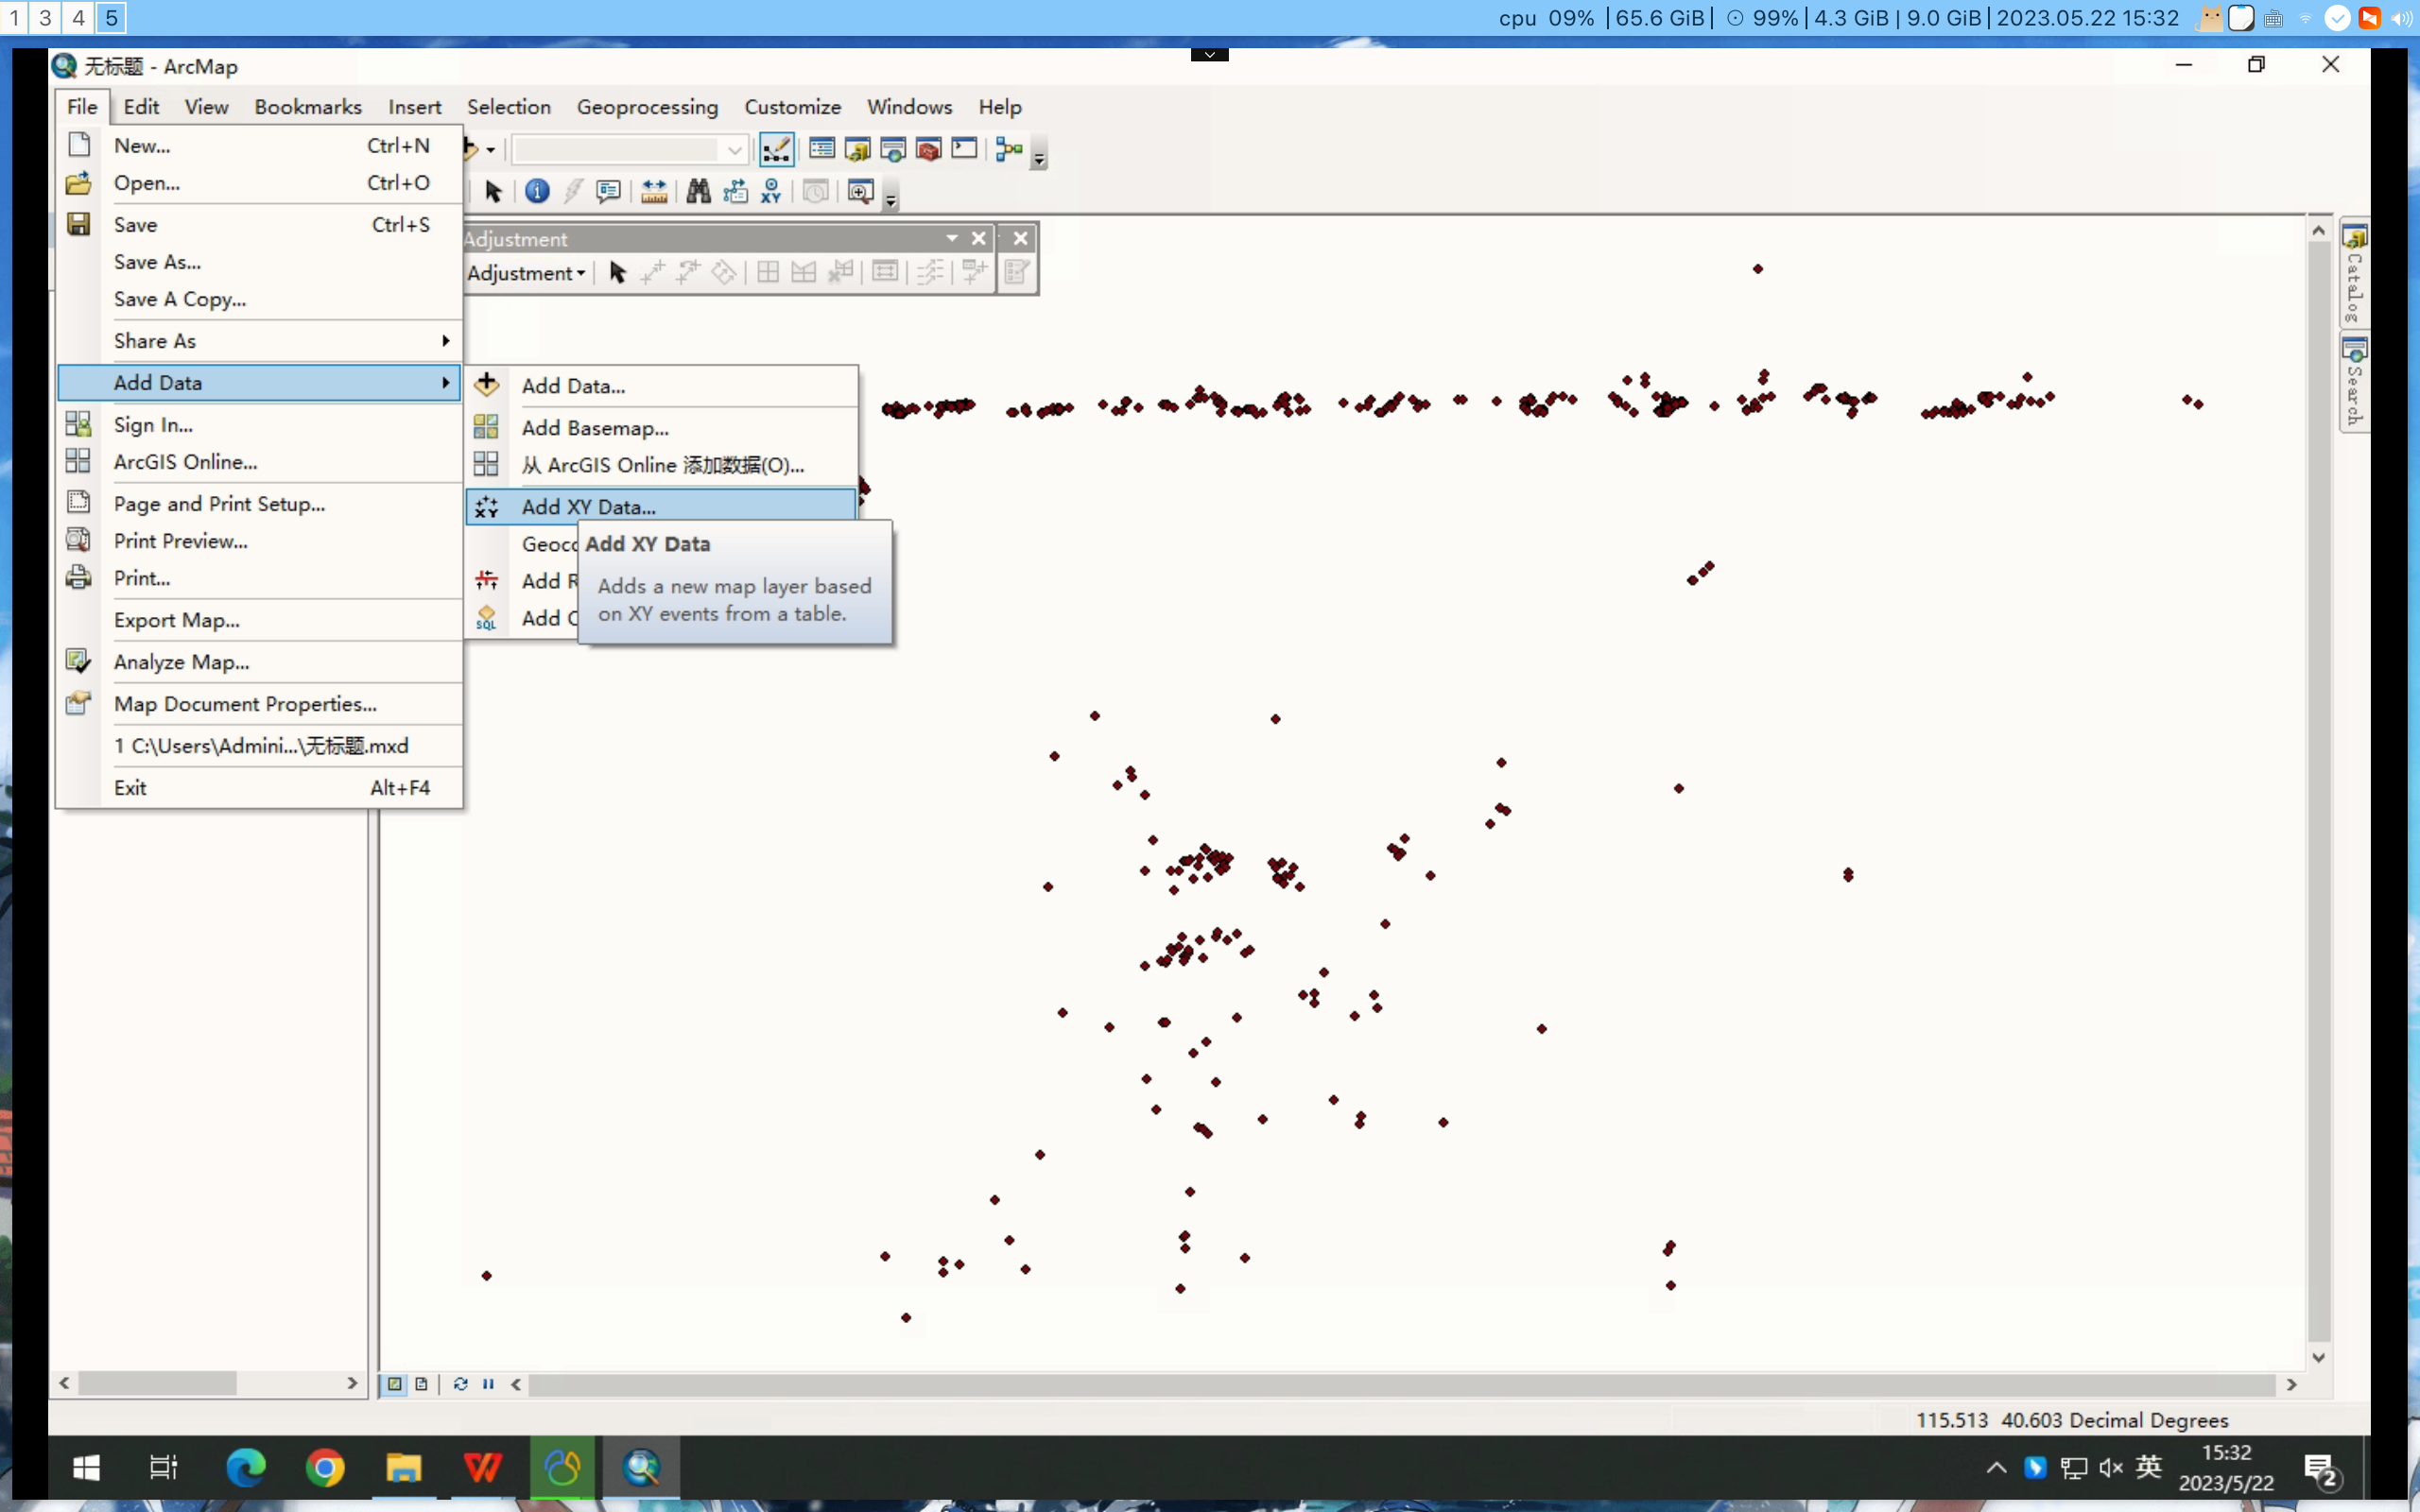 1 3 4 5
cpu 09% | 65.6 GiB | 99% | 4.3 GiB | 9.0 GiB | 2023.05.22 15:32
无标题 - ArcMap
File Edit View Bookmarks Insert Selection Geoprocessing Customize Windows Help
New... Ctrl+N
Open... Ctrl+O
Save Ctrl+S
Save As...
Save A Copy...
Share As
Add Data
Sign In...
ArcGIS Online...
Page and Print Setup...
Print Preview...
Print...
Export Map...
Analyze Map...
Map Document Properties...
1 C:\Users\Admini...\无标题.mxd
Exit Alt+F4
Adjustment
Adjustment
Add Data...
Add Basemap...
从 ArcGIS Online 添加数据(O)...
XY
Add XY Data...
Add
SQL
Add
Add XY Data
Adds a new map layer based
on XY events from a table.
XY
Catalog
Search
115.513 40.603 Decimal Degrees
英
15:32
2023/5/22
2